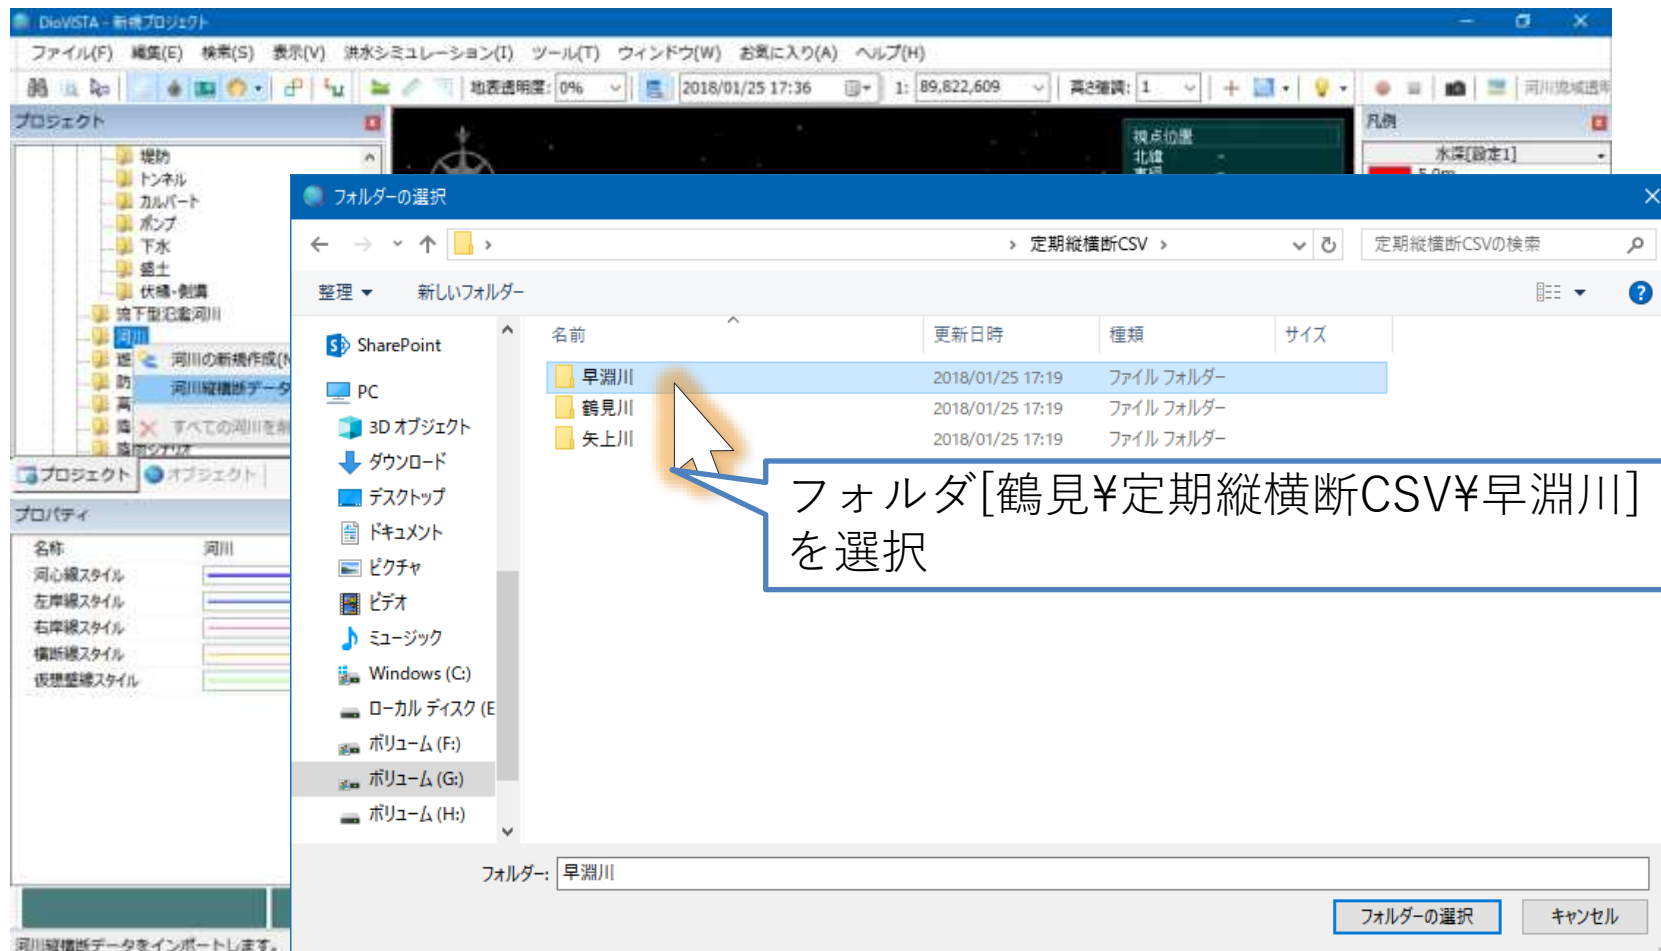 DioVISTA - 新規プロジェクト
ファイル(F) 編集(E) 検索(S) 表示(V) 洪水シミュレーション(I) ツール(T) ウィンドウ(W) お気に入り(A) ヘルプ(H)
地表透明度: 0% 2018/01/25 17:36 1: 89,822,609 高さ強調: 1 河川流域透明
プロジェクト
堤防
トンネル
カルバート
ポンプ
下水
盛土
伏樋・側溝
流下型氾濫河川
河川
河川の新規作成(N
防
河川縦横断データ
高
すべての河川を削
降雨シナリオ
プロジェクト オブジェクト
プロパティ
名称 河川
河心線スタイル
左岸線スタイル
右岸線スタイル
横断線スタイル
仮想堤線スタイル
河川縦横断データをインポートします。
視点位置
北緯 -
東経 -
凡例
水深[設定1]
5.0m
フォルダーの選択
定期縦横断CSV
定期縦横断CSVの検索
整理 新しいフォルダー
SharePoint
PC
3D オブジェクト
ダウンロード
デスクトップ
ドキュメント
ピクチャ
ビデオ
ミュージック
Windows (C:)
ローカル ディスク (E
ボリューム (F:)
ボリューム (G:)
ボリューム (H:)
名前 更新日時 種類 サイズ
早淵川 2018/01/25 17:19 ファイル フォルダー
鶴見川 2018/01/25 17:19 ファイル フォルダー
矢上川 2018/01/25 17:19 ファイル フォルダー
フォルダ[鶴見¥定期縦横断CSV¥早淵川]
を選択
フォルダー: 早淵川
フォルダーの選択 キャンセル